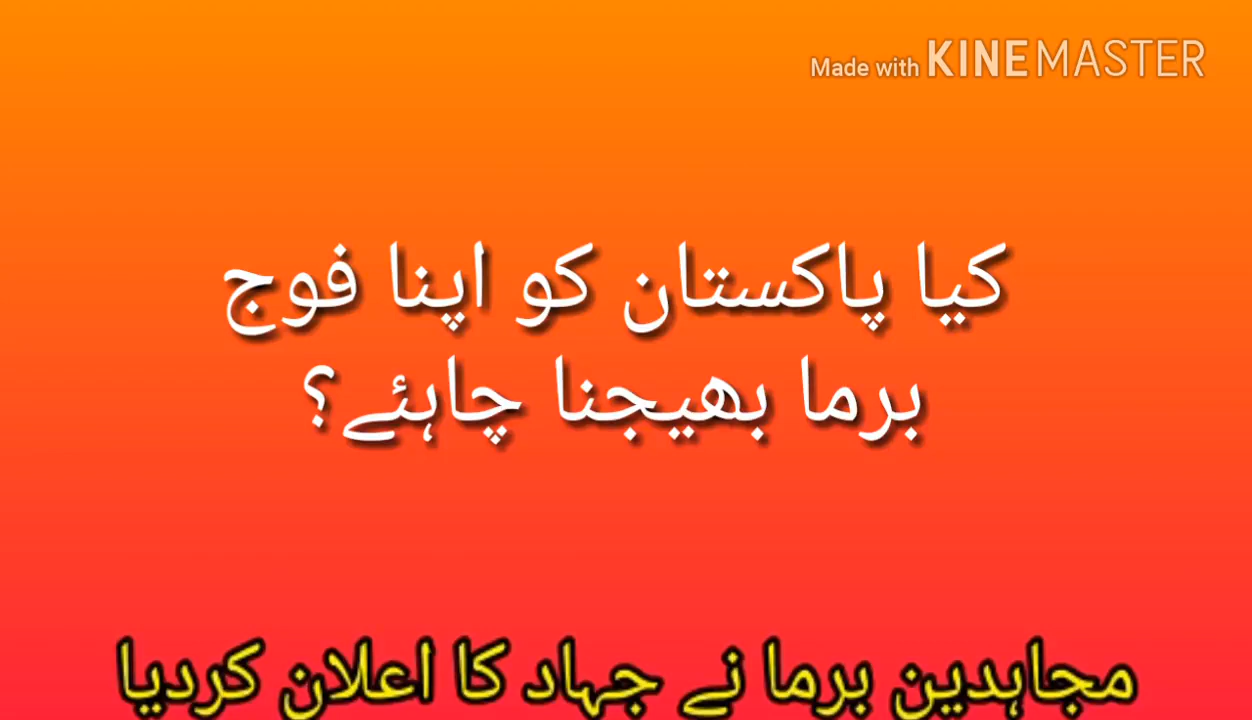 Made with KINEMASTER
کیا پاکستان کو اپنا فوج
برما بھیجنا چاہئے؟
مجاہدین برما نے جہاد کا اعلان کردیا